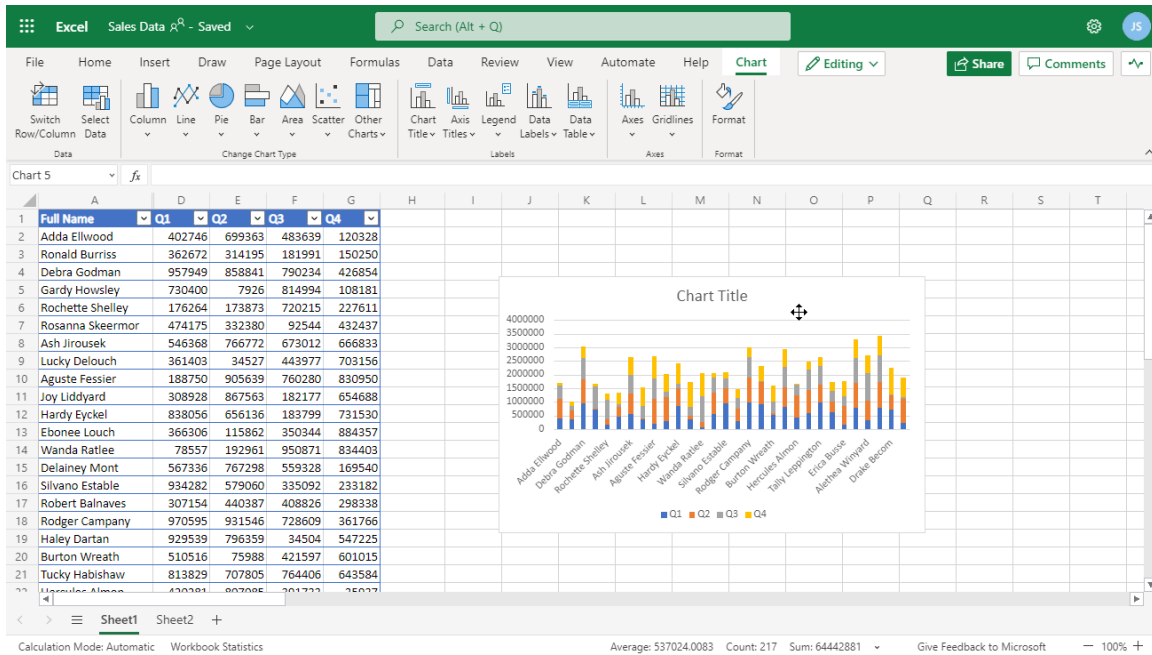 Excel Sales Data - Saved Search (Alt + Q) JS
File Home Insert Draw Page Layout Formulas Data Review View Automate Help Chart Editing Share Comments
Switch Row/Column Select Data Column Line Pie Bar Area Scatter Other Charts Chart Title Axis Titles Legend Data Labels Data Table Axes Gridlines Format
Data Change Chart Type Labels Axes Format
Chart 5 fx
A D E F G H I J K L M N O P Q R S T
1 Full Name Q1 Q2 Q3 Q4
2 Adda Ellwood 402746 699363 483639 120328
3 Ronald Burriss 362672 314195 181991 150250
4 Debra Godman 957949 858841 790234 426854
5 Gardy Howsley 730400 7926 814994 108181
6 Rochette Shelley 176264 173873 720215 227611
7 Rosanna Skeermor 474175 332380 92544 432437
8 Ash Jirousek 546368 766772 673012 666833
9 Lucky Delouch 361403 34527 443977 703156
10 Aguste Fessier 188750 905639 760280 830950
11 Joy Liddyard 308928 867563 182177 654688
12 Hardy Eyckel 838056 656136 183799 731530
13 Ebonee Louch 366306 115862 350344 884357
14 Wanda Ratlee 78557 192961 950871 834403
15 Delainey Mont 567336 767298 559328 169540
16 Silvano Estable 934282 579060 335092 233182
17 Robert Balnaves 307154 440387 408826 298338
18 Rodger Campany 970595 931546 728609 361766
19 Haley Dartan 929539 796359 34504 547225
20 Burton Wreath 510516 75988 421597 601015
21 Tucky Habishaw 813829 707805 764406 643584
Chart Title
4000000
3500000
3000000
2500000
2000000
1500000
1000000
500000
0
Adda Ellwood Debra Godman Rochette Shelley Ash Jirousek Aguste Fessier Hardy Eyckel Wanda Ratlee Silvano Estable Rodger Campany Burton Wreath Hercules Almon Tally Leppington Erica Busse Alethea Winyard Drake Becom
Q1 Q2 Q3 Q4
Sheet1 Sheet2
Calculation Mode: Automatic Workbook Statistics Average: 537024.0083 Count: 217 Sum: 64442881 Give Feedback to Microsoft 100%